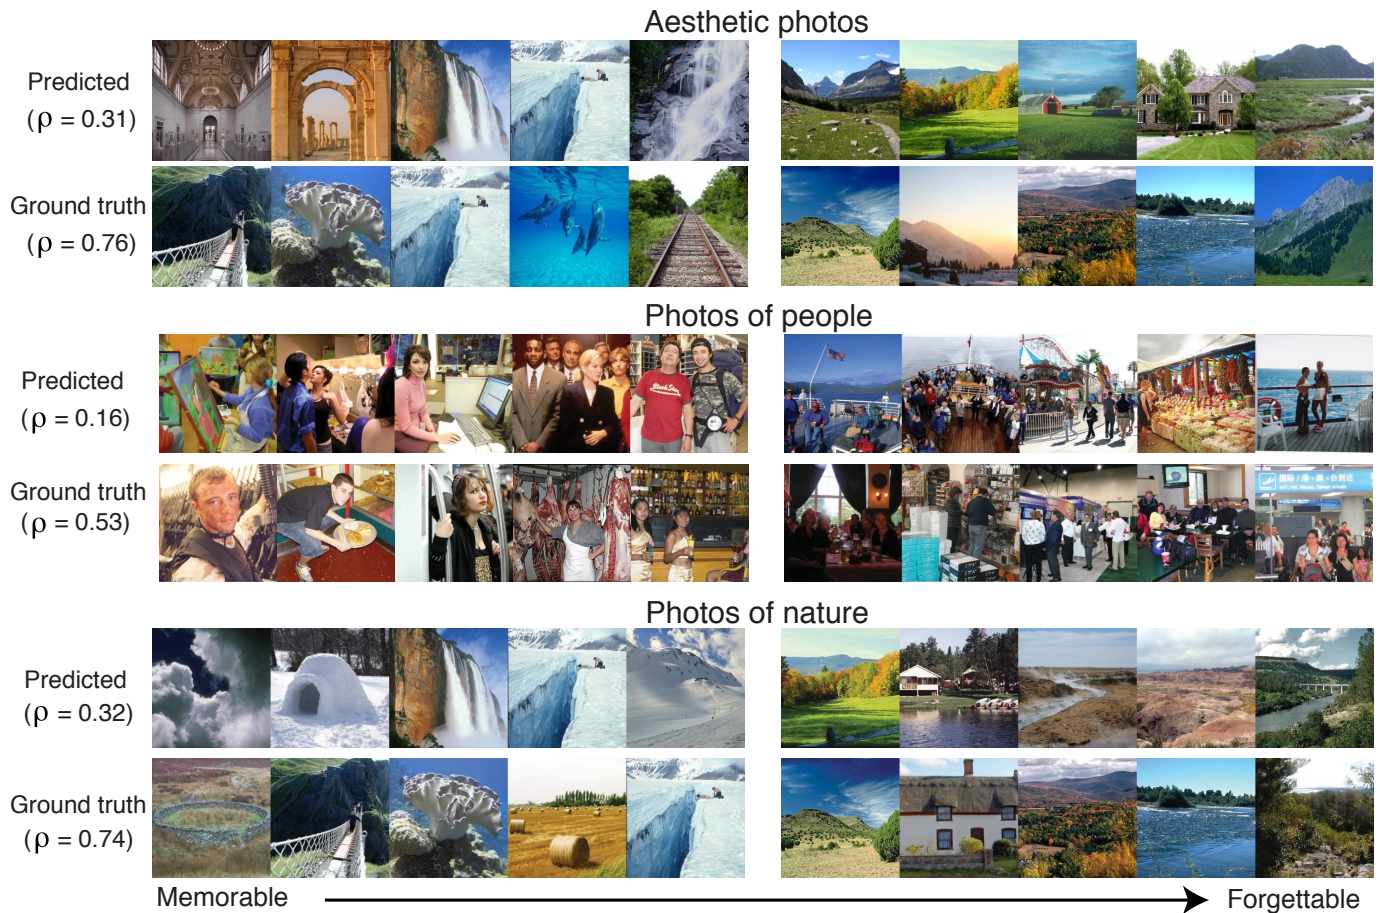 Aesthetic photos
Predicted
(ρ = 0.31)
Ground truth
(ρ = 0.76)
Photos of people
Predicted
(ρ = 0.16)
Ground truth
(ρ = 0.53)
Photos of nature
Predicted
(ρ = 0.32)
Ground truth
(ρ = 0.74)
Memorable
Forgettable